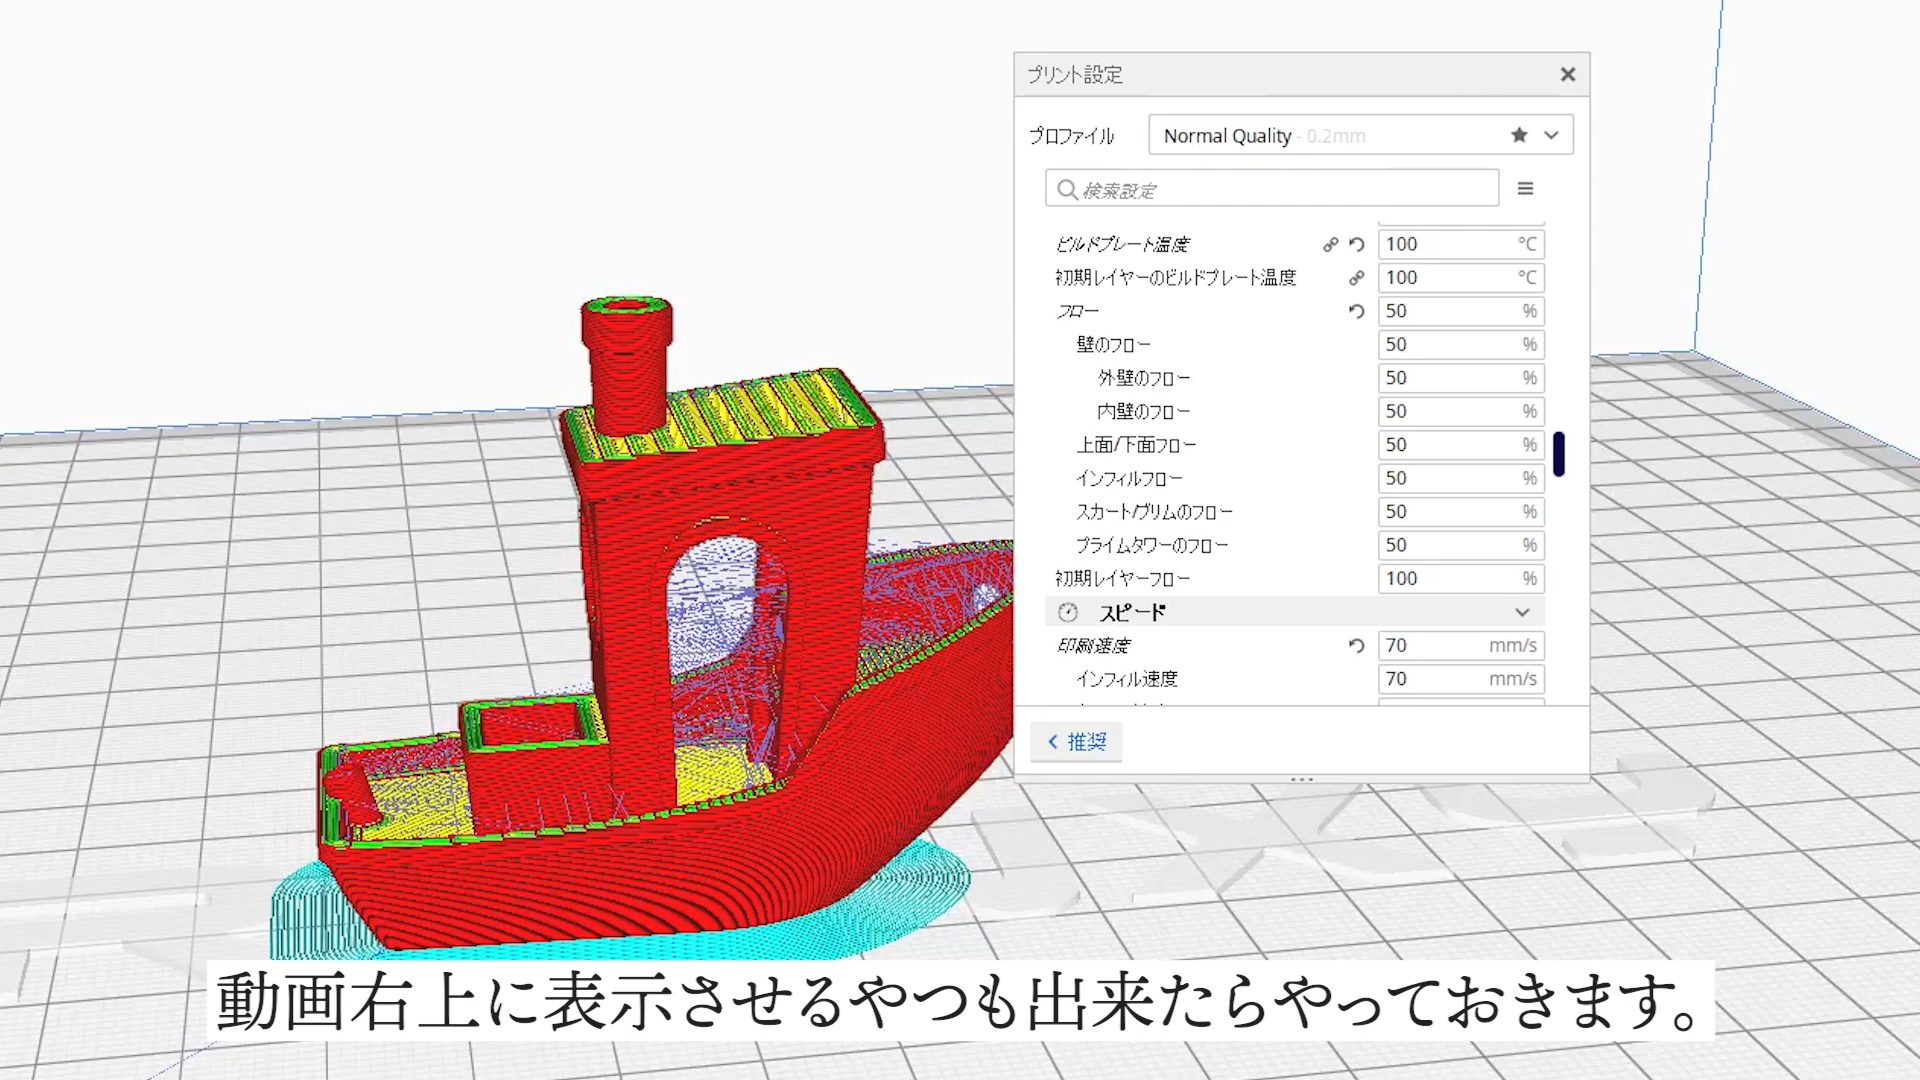 プリント設定
プロファイル Normal Quality - 0.2mm
検索設定
ビルドプレート温度 100 °C
初期レイヤーのビルドプレート温度 100 °C
フロー 50 %
壁のフロー 50 %
外壁のフロー 50 %
内壁のフロー 50 %
上面/下面フロー 50 %
インフィルフロー 50 %
スカート/ブリムのフロー 50 %
プライムタワーのフロー 50 %
初期レイヤーフロー 100 %
スピード
印刷速度 70 mm/s
インフィル速度 70 mm/s
推奨
動画右上に表示させるやつも出来たらやっておきます。